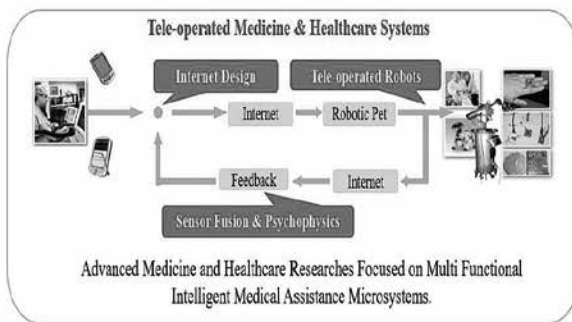 Tele-operated Medicine & Healthcare Systems
Internet Design
Tele-operated Robots
Internet
Robotic Pet
Feedback
Internet
Sensor Fusion & Psychophysics
Advanced Medicine and Healthcare Researches Focused on Multi Functional
Intelligent Medical Assistance Microsystems.